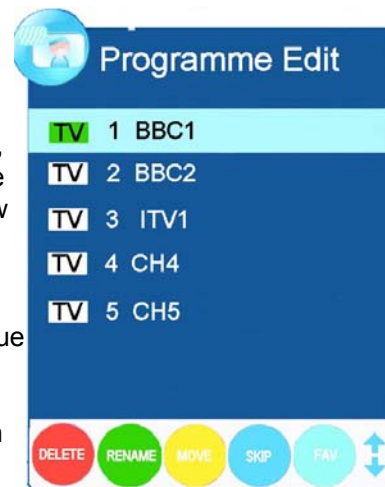 Programme Edit
TV 1 BBC1
TV 2 BBC2
TV 3 ITV1
TV 4 CH4
TV 5 CH5
ue
DELETE RENAME MOVE SKIP FAV